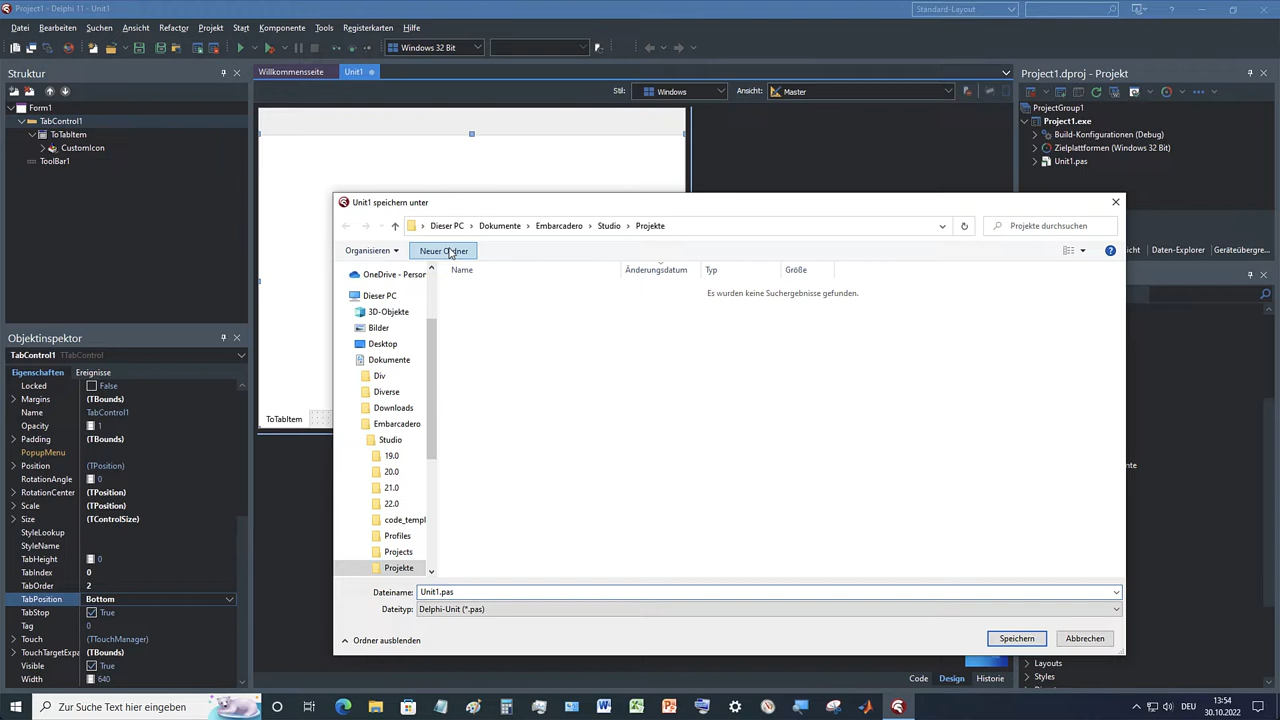 Project1 - Delphi 11 - Unit1
Standard-Layout
Datei Bearbeiten Suchen Ansicht Refactor Projekt Start Komponente Tools Registerkarten Hilfe
Windows 32 Bit
Struktur
Form1
TabControl1
ToTabItem
CustomIcon
ToolBar1
Willkommensseite
Unit1
Stil:
Windows
Ansicht:
Master
Project1.dproj - Projekt
ProjectGroup1
Project1.exe
Build-Konfigurationen (Debug)
Zielplattformen (Windows 32 Bit)
Unit1.pas
ToTabItem
Unit1 speichern unter
Dieser PC › Dokumente › Embarcadero › Studio › Projekte
Projekte durchsuchen
Organisieren
Neuer Ordner
Name
Änderungsdatum
Typ
Größe
Es wurden keine Suchergebnisse gefunden.
OneDrive - Person
Dieser PC
3D-Objekte
Bilder
Desktop
Dokumente
Div
Diverse
Downloads
Embarcadero
Studio
19.0
20.0
21.0
22.0
code_templ
Profiles
Projects
Projekte
Dateiname:
Unit1.pas
Dateityp:
Delphi-Unit (*.pas)
Ordner ausblenden
Speichern
Abbrechen
nsicht
Daten-Explorer
Geräteübergre...
Layouts
Styles
Code
Design
Historie
Objektinspektor
TabControl1 TTabControl
Eigenschaften Ereignisse
Locked False
Margins (TBounds)
Name TabControl1
Opacity 1
Padding (TBounds)
PopupMenu
Position (TPosition)
RotationAngle 0
RotationCenter (TPosition)
Scale (TPosition)
Size (TControlSize)
StyleLookup
StyleName
TabHeight 0
TabIndex 0
TabOrder 2
TabPosition Bottom
TabStop True
Tag 0
Touch (TTouchManager)
TouchTargetExpa (TBounds)
Visible True
Width 640
Zur Suche Text hier eingeben
DEU
13:54
30.10.2022